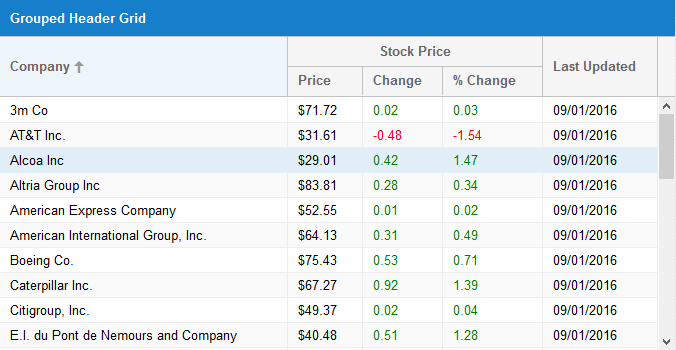 Grouped Header Grid
Company Stock Price Last Updated
Price Change % Change
3m Co $71.72 0.02 0.03 09/01/2016
AT&T Inc. $31.61 -0.48 -1.54 09/01/2016
Alcoa Inc $29.01 0.42 1.47 09/01/2016
Altria Group Inc $83.81 0.28 0.34 09/01/2016
American Express Company $52.55 0.01 0.02 09/01/2016
American International Group, Inc. $64.13 0.31 0.49 09/01/2016
Boeing Co. $75.43 0.53 0.71 09/01/2016
Caterpillar Inc. $67.27 0.92 1.39 09/01/2016
Citigroup, Inc. $49.37 0.02 0.04 09/01/2016
E.I. du Pont de Nemours and Company $40.48 0.51 1.28 09/01/2016